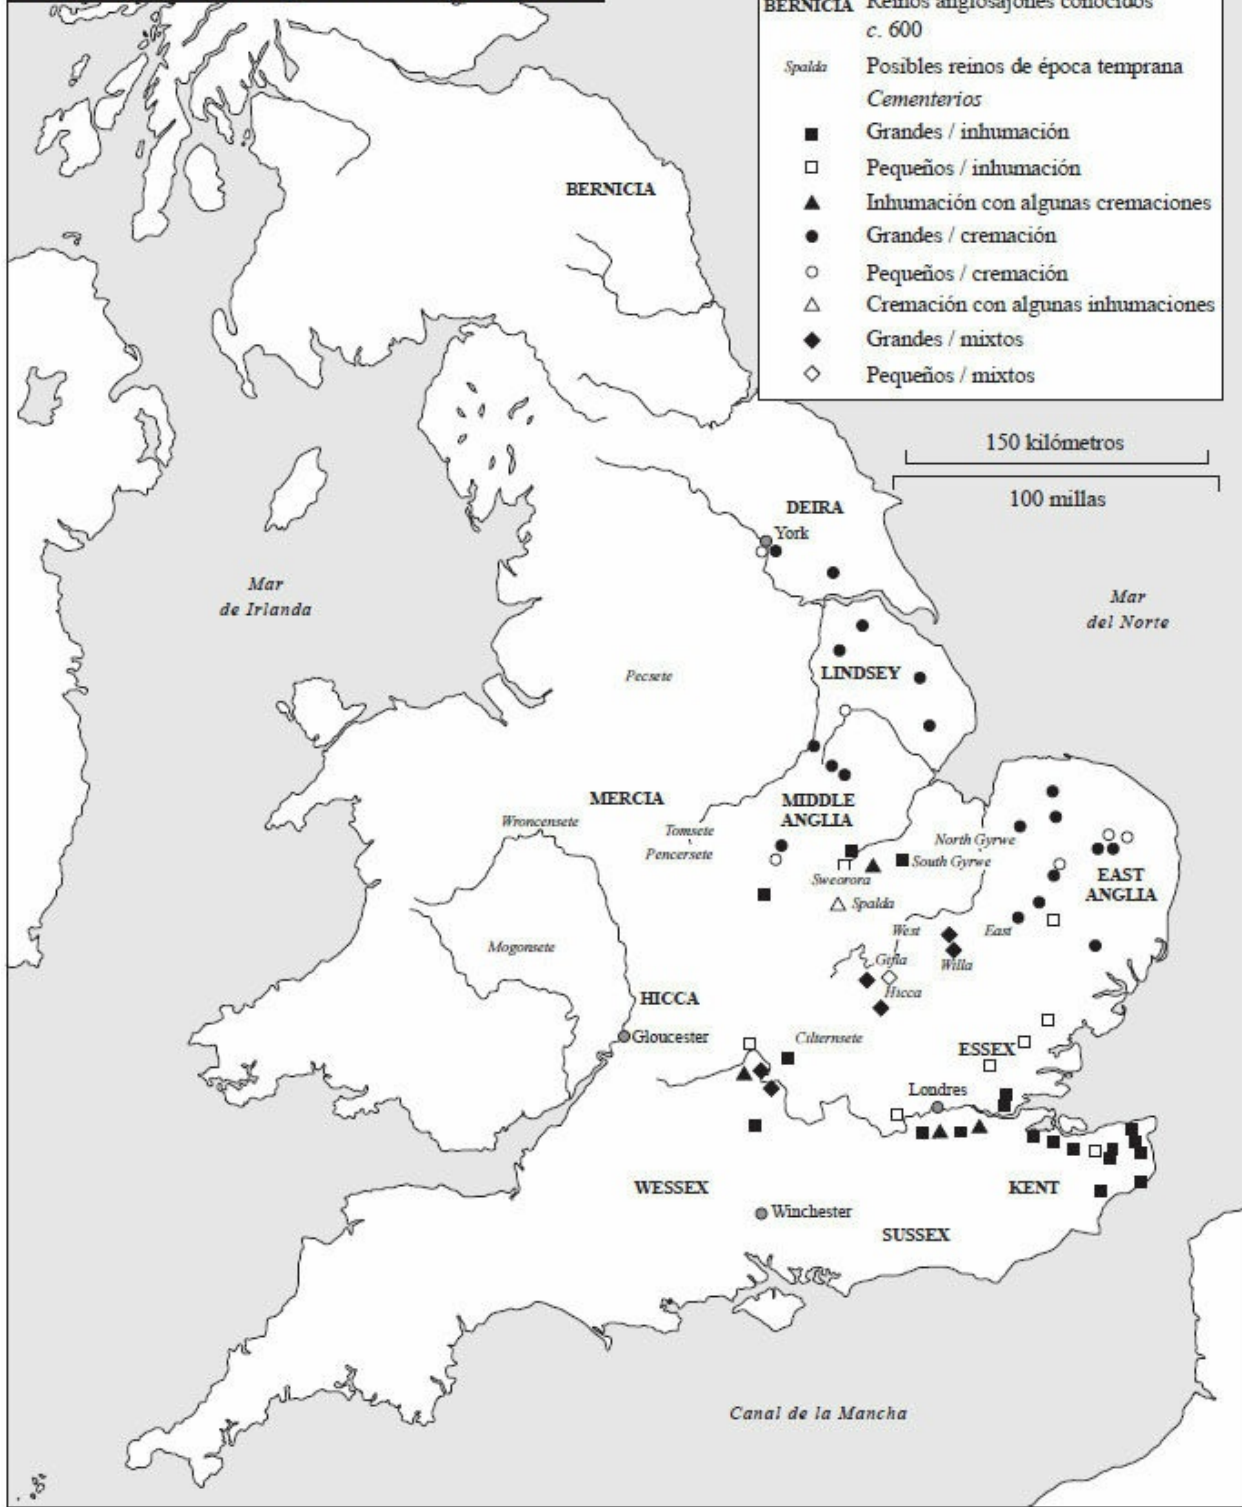 BERNICIA Reinos anglosajones conocidos
c. 600
Spalda Posibles reinos de época temprana
Cementerios
Grandes / inhumación
Pequeños / inhumación
Inhumación con algunas cremaciones
Grandes / cremación
Pequeños / cremación
Cremación con algunas inhumaciones
Grandes / mixtos
Pequeños / mixtos
150 kilómetros
100 millas
BERNICIA
DEIRA
York
Mar
de Irlanda
Mar
del Norte
LINDSEY
Pecsete
MERCIA
MIDDLE
ANGLIA
Wroncensete
Tomsete
Pencersete
North Gyrwe
South Gyrwe
Sweorora
EAST
ANGLIA
Spalda
West
East
Willa
Gifla
Hicca
Mogonsete
HICCA
Gloucester
Cilternsete
ESSEX
Londres
WESSEX
KENT
Winchester
SUSSEX
Canal de la Mancha